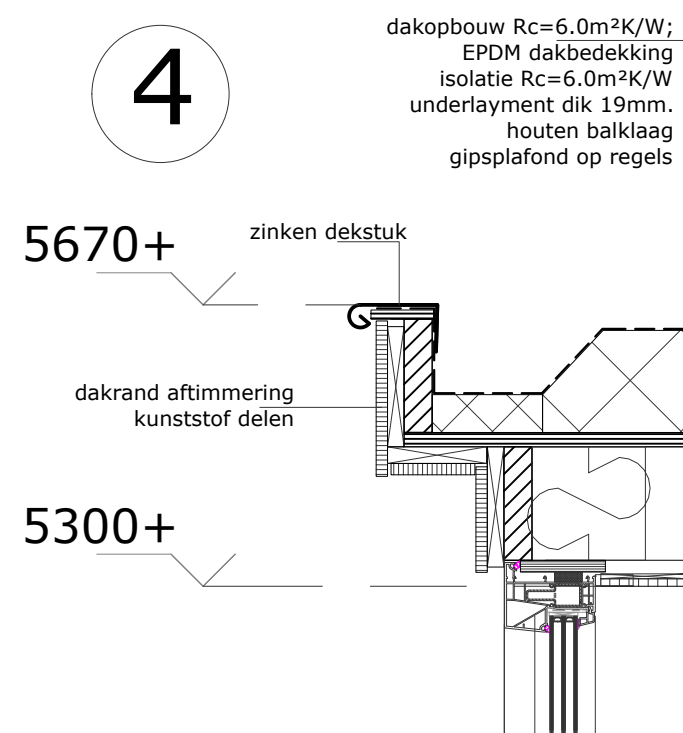 4
dakopbouw Rc=6.0m²K/W;
EPDM dakbedekking
isolatie Rc=6.0m²K/W
underlayment dik 19mm.
houten balklaag
gipsplafond op regels
5670+
zinken dekstuk
dakrand aftimmering
kunststof delen
5300+